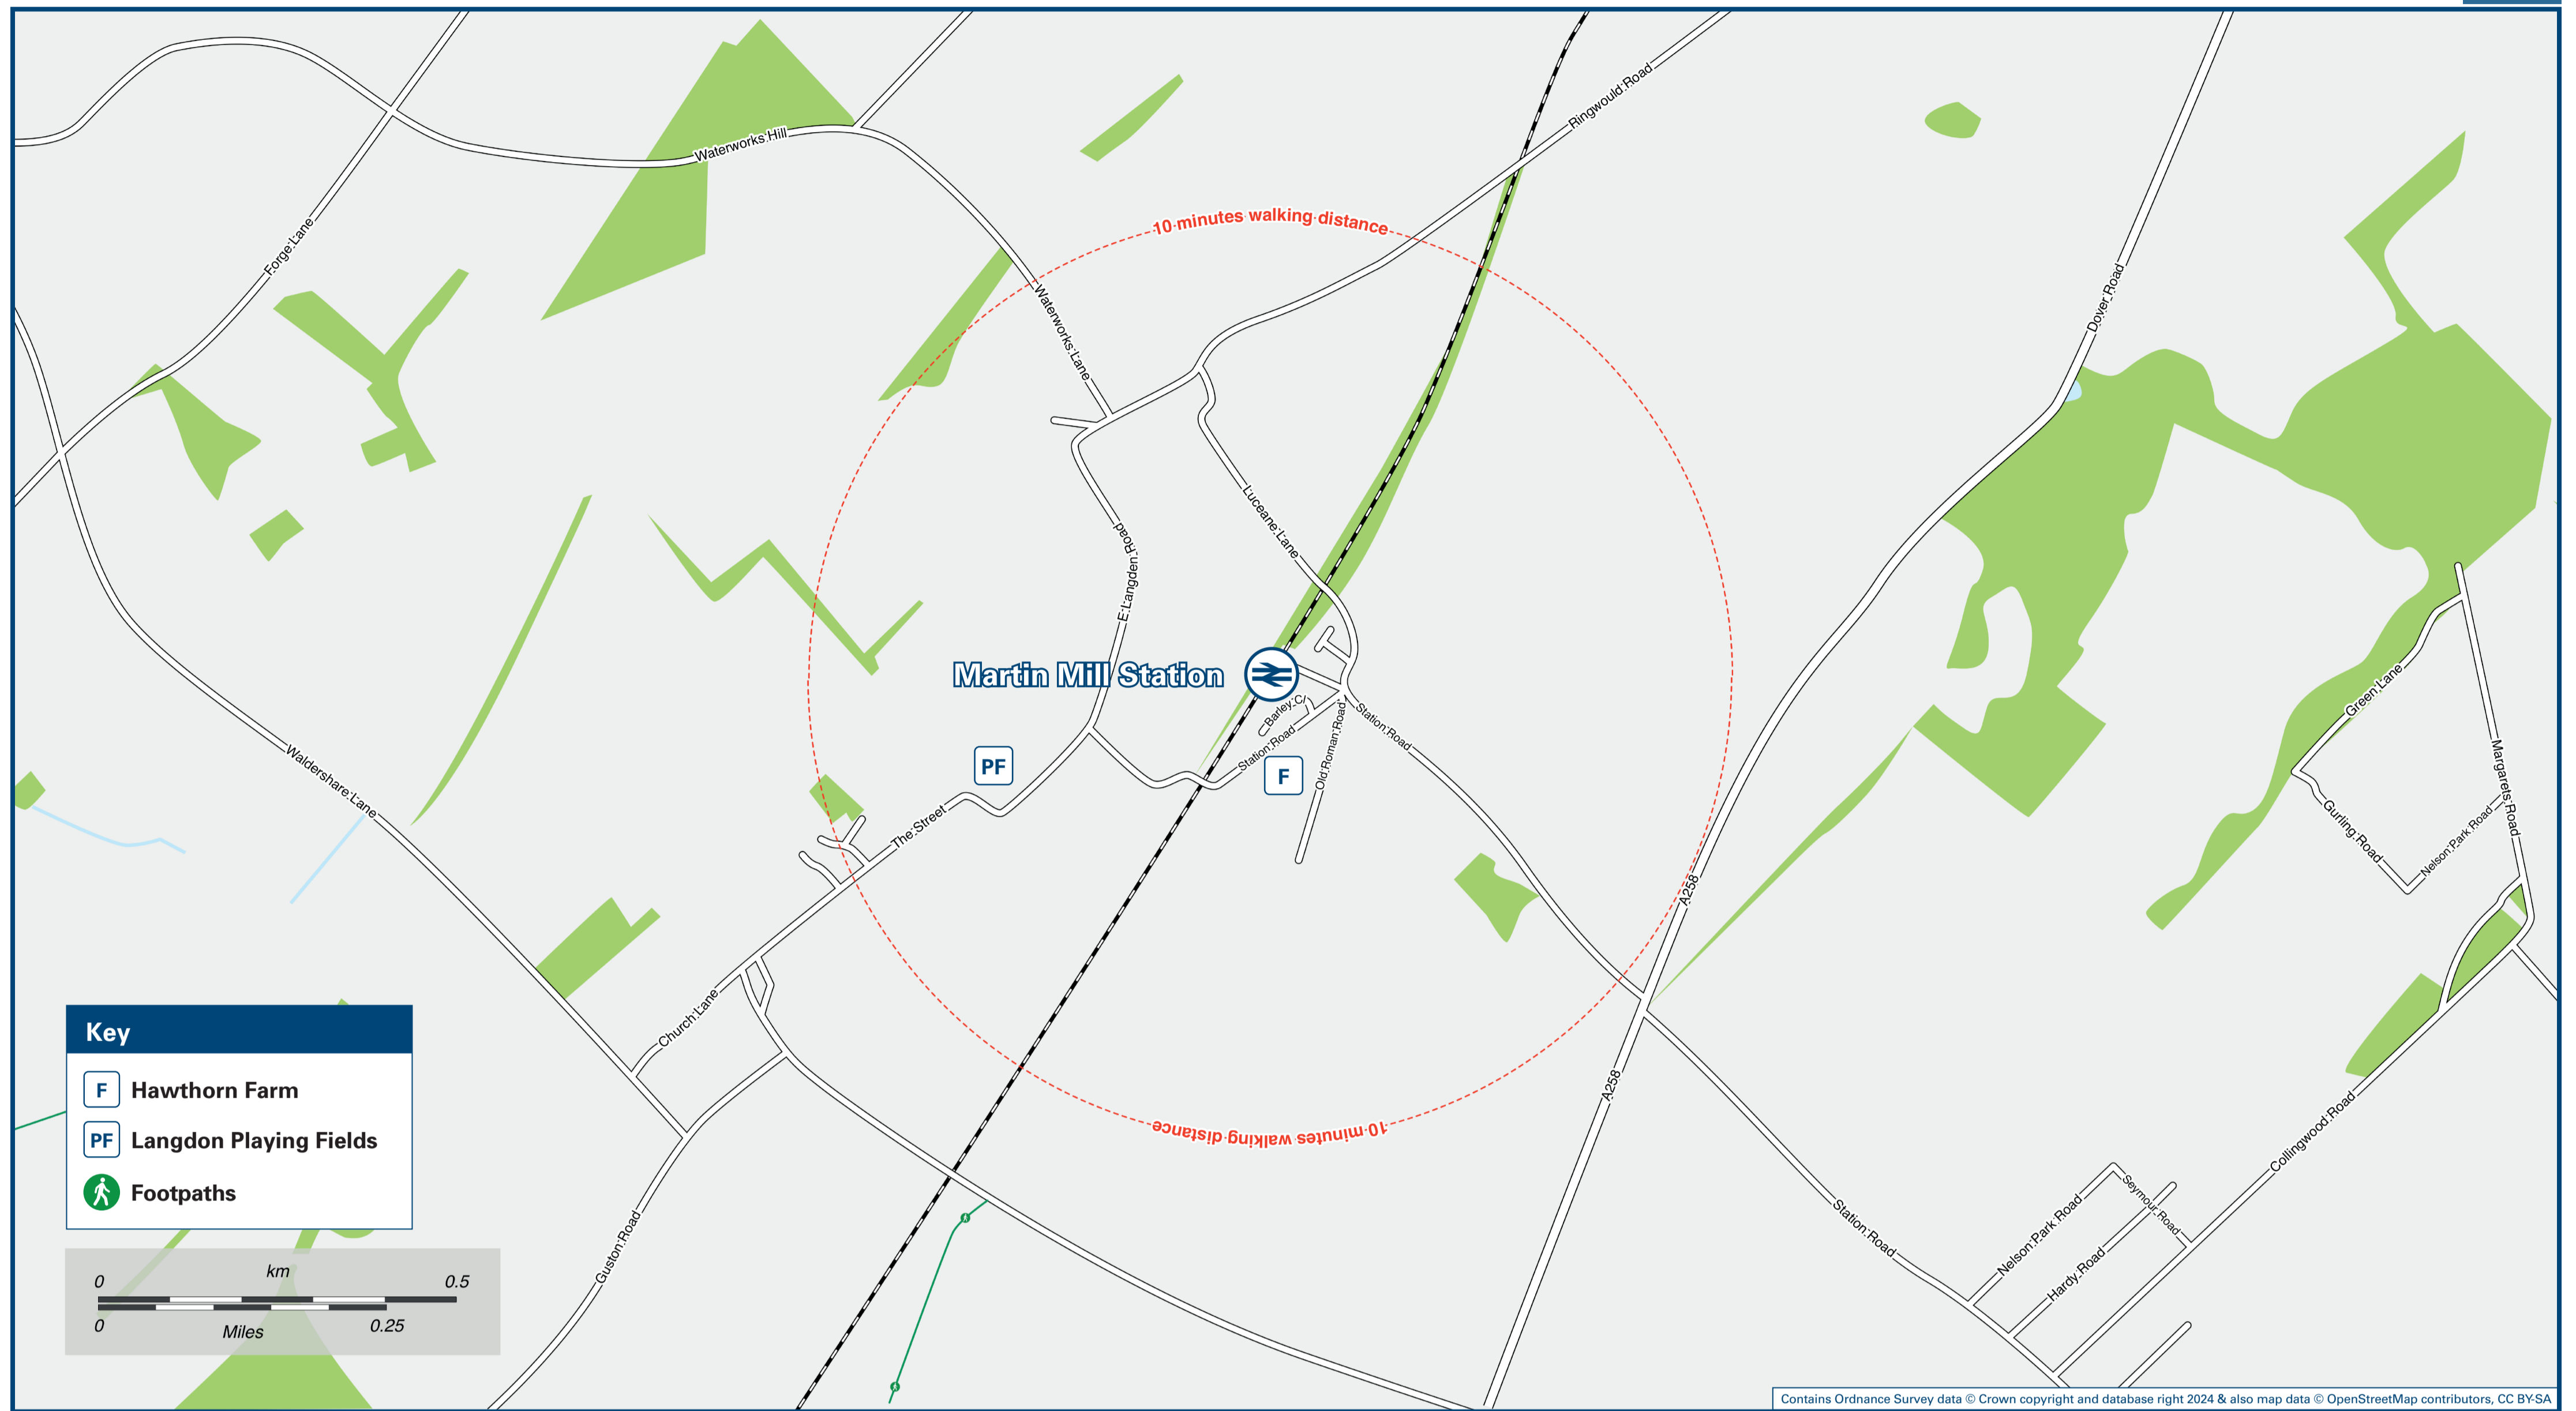 Waterworks Hill
Ringwould Road
Forge Lane
10 minutes walking distance
Waterworks Lane
Dover Road
Luceane Lane
E Langden Road
Martin Mill Station
Barley Cl
Station Road
Old Roman Road
Station Road
Green Lane
Margarets Road
PF
F
Waldershare Lane
The Street
Curling Road
Nelson Park Road
A258
Church Lane
Key
F Hawthorn Farm
PF Langdon Playing Fields
Footpaths
A258
10 minutes walking distance
Collingwood Road
Guston Road
Station Road
Nelson Park Road
Seymour Road
Hardy Road
km
0 0.5
0 0.25
Miles
Contains Ordnance Survey data © Crown copyright and database right 2024 & also map data © OpenStreetMap contributors, CC BY-SA